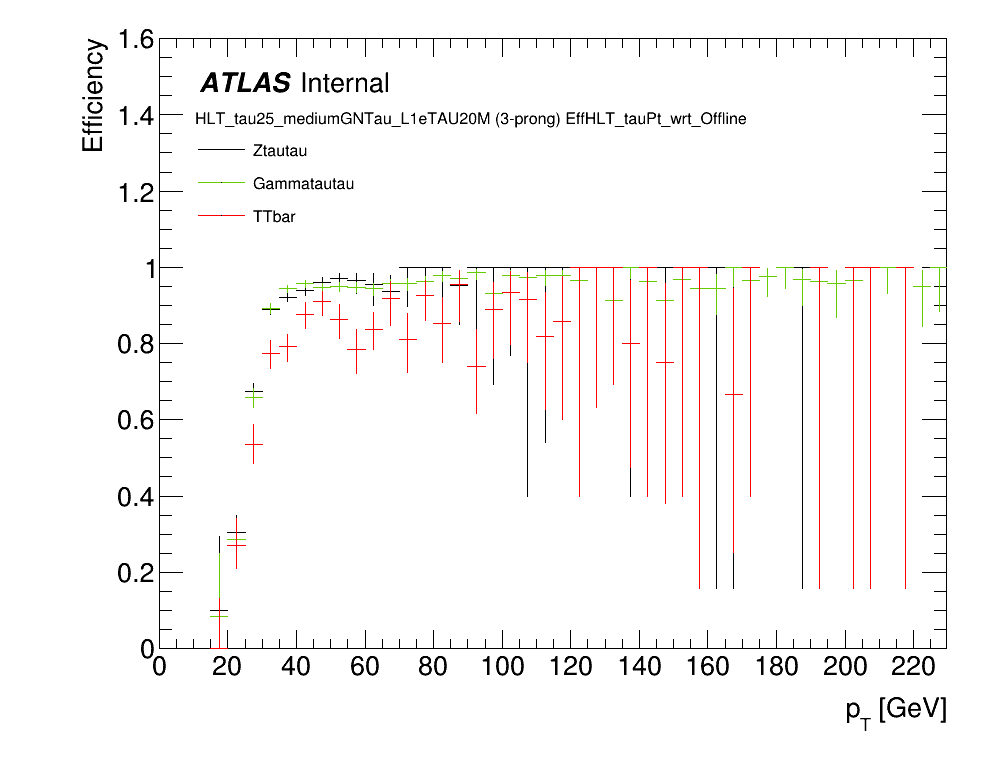 Efficiency
1.6
1.4
1.2
1
0.8
0.6
0.4
0.2
0
ATLAS Internal
HLT_tau25_mediumGNTau_L1eTAU20M (3-prong) EffHLT_tauPt_wrt_Offline
Ztautau
Gammatautau
TTbar
0 20 40 60 80 100 120 140 160 180 200 220
p_T [GeV]